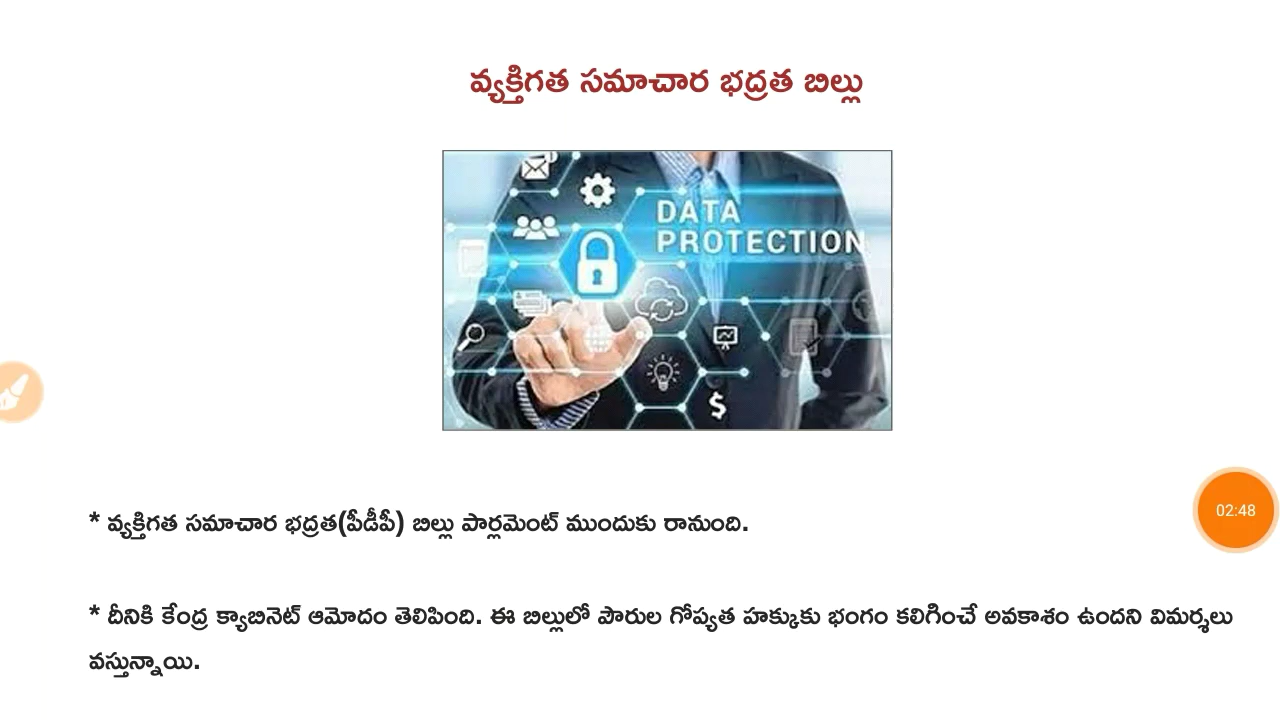 వ్యక్తిగత సమాచార భద్రత బిల్లు
DATA
PROTECTION
* వ్యక్తిగత సమాచార భద్రత(పీడీపీ) బిల్లు పార్లమెంట్ ముందుకు రానుంది.
02:48
* దీనికి కేంద్ర క్యాబినెట్ ఆమోదం తెలిపింది. ఈ బిల్లులో పౌరుల గోప్యత హక్కుకు భంగం కలిగించే అవకాశం ఉందని విమర్శలు
వస్తున్నాయి.